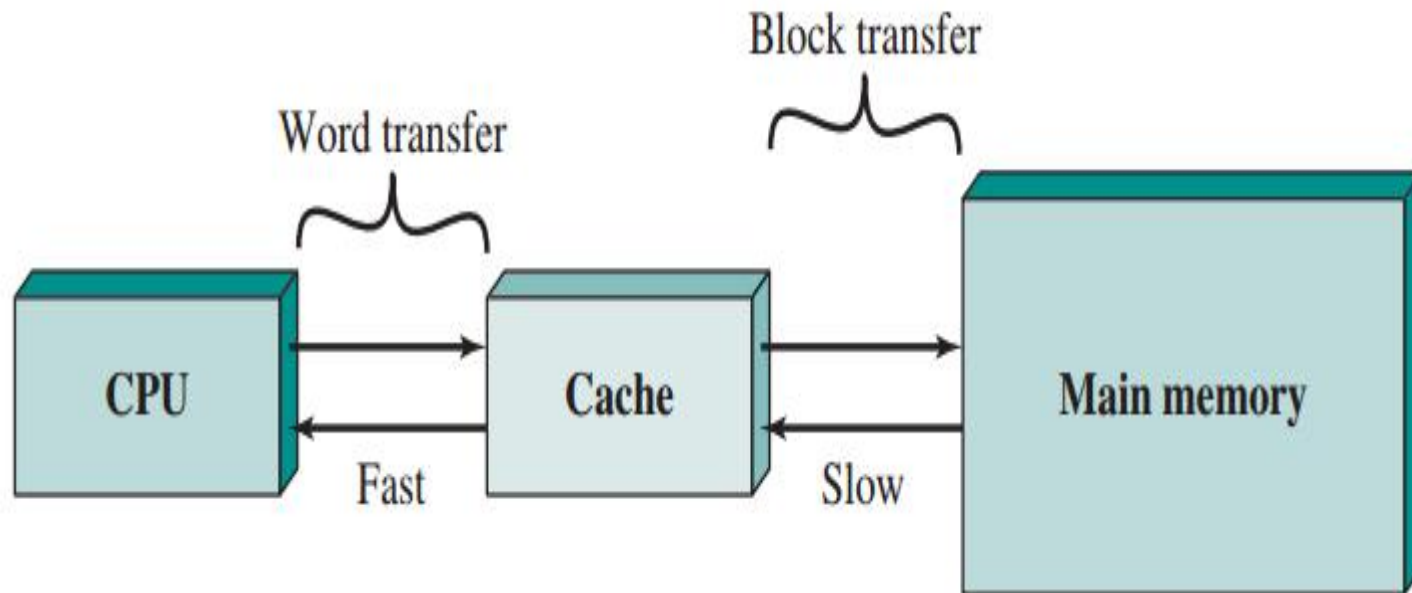 Block transfer
Word transfer
CPU
Cache
Main memory
Fast
Slow